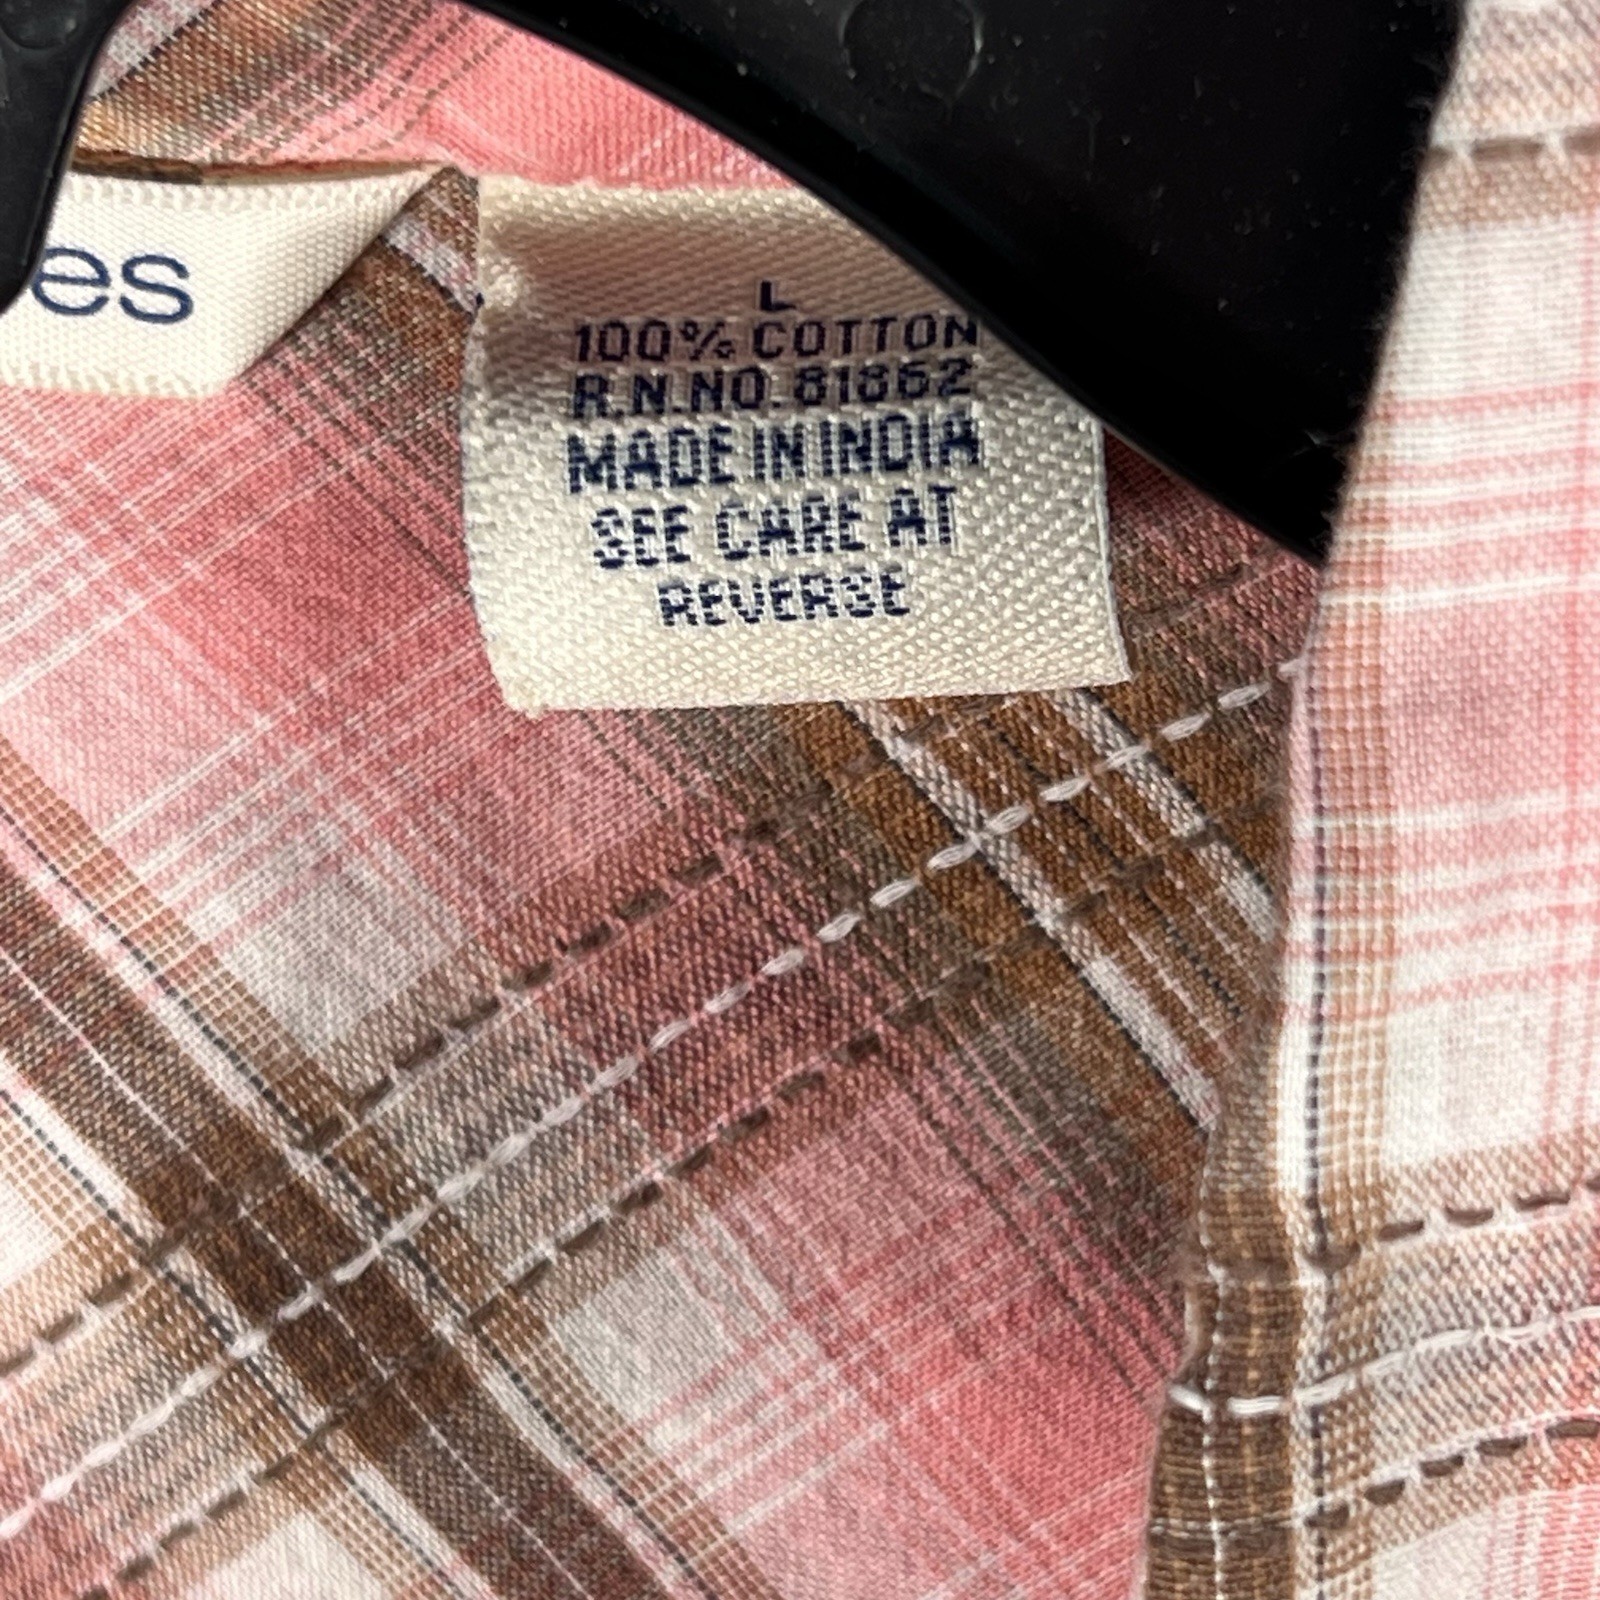 es
L
100% COTTON
R.N.NO. 81862
MADE IN INDIA
SEE CARE AT
REVERSE